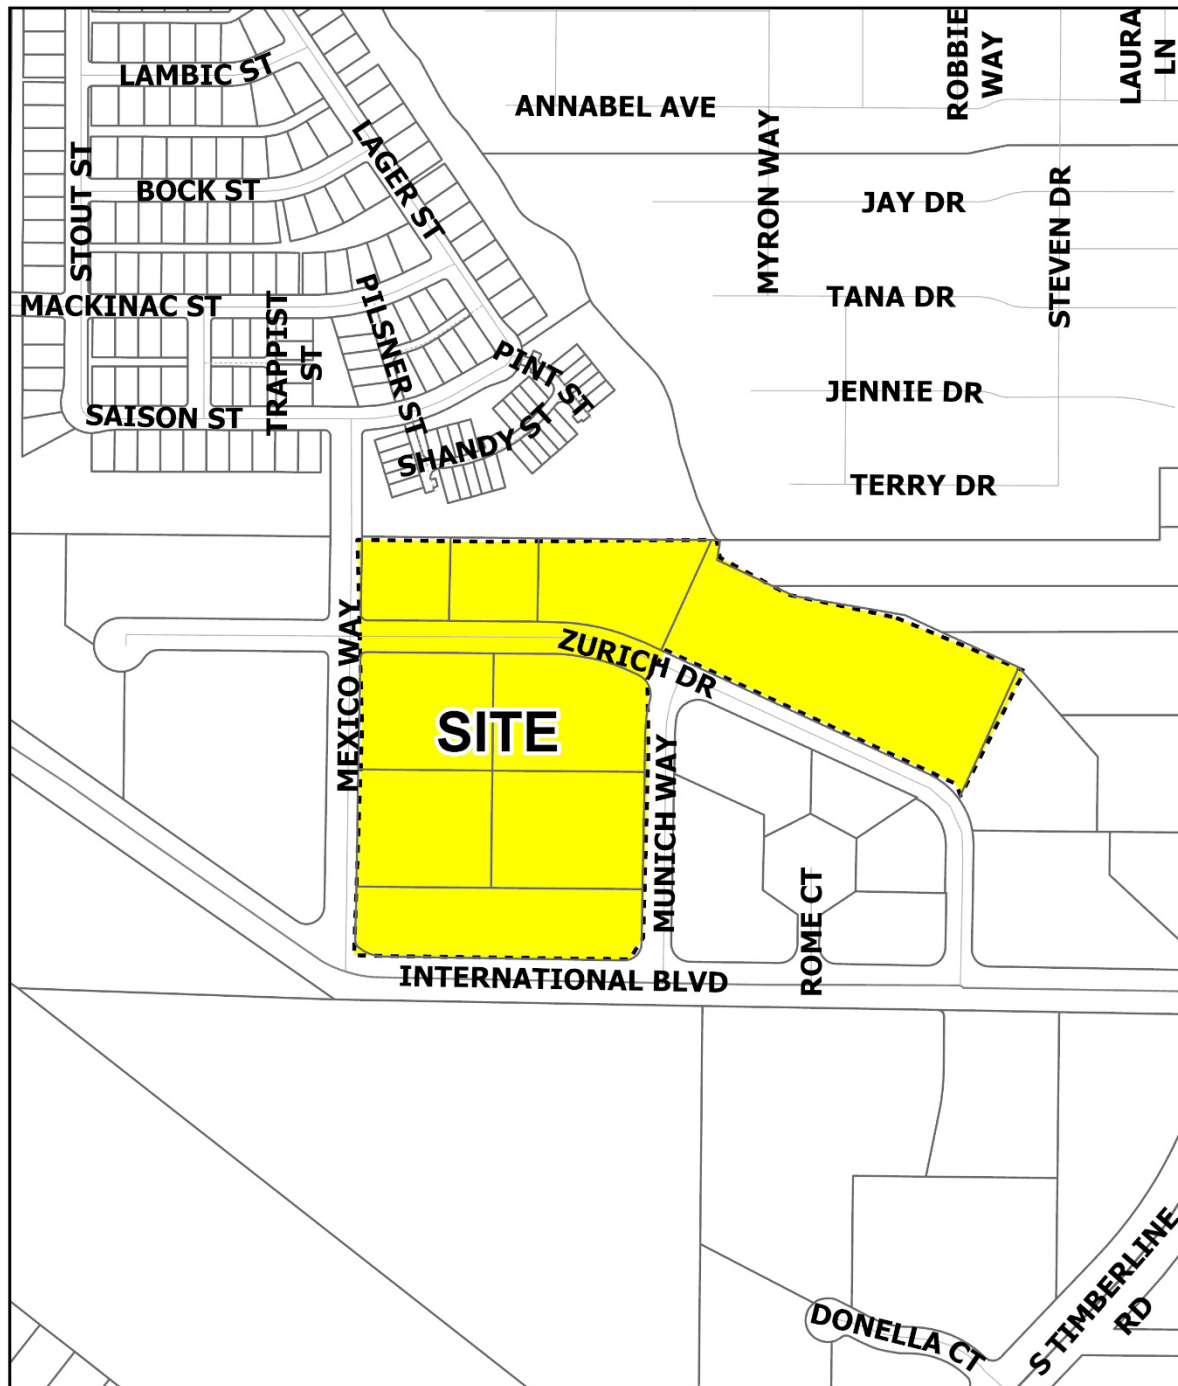 ROBBIE
WAY
LAURA
LN
LAMBIC ST
ANNABEL AVE
LAGER ST
MYRON WAY
STOUT ST
BOCK ST
JAY DR
STEVEN DR
MACKINAC ST
TRAPPIST
ST
PILSNER ST
TANA DR
PINT ST
JENNIE DR
SAISON ST
SHANDY ST
TERRY DR
MEXICO WAY
ZURICH DR
SITE
MUNICH WAY
ROME CT
INTERNATIONAL BLVD
S TIMBERLINE
RD
DONELLA CT